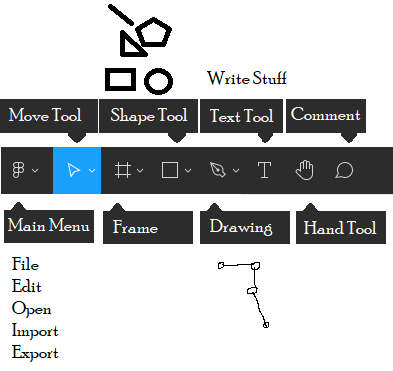 Write Stuff
Move Tool
Shape Tool
Text Tool
Comment
T
Main Menu
Frame
Drawing
Hand Tool
File
Edit
Open
Import
Export